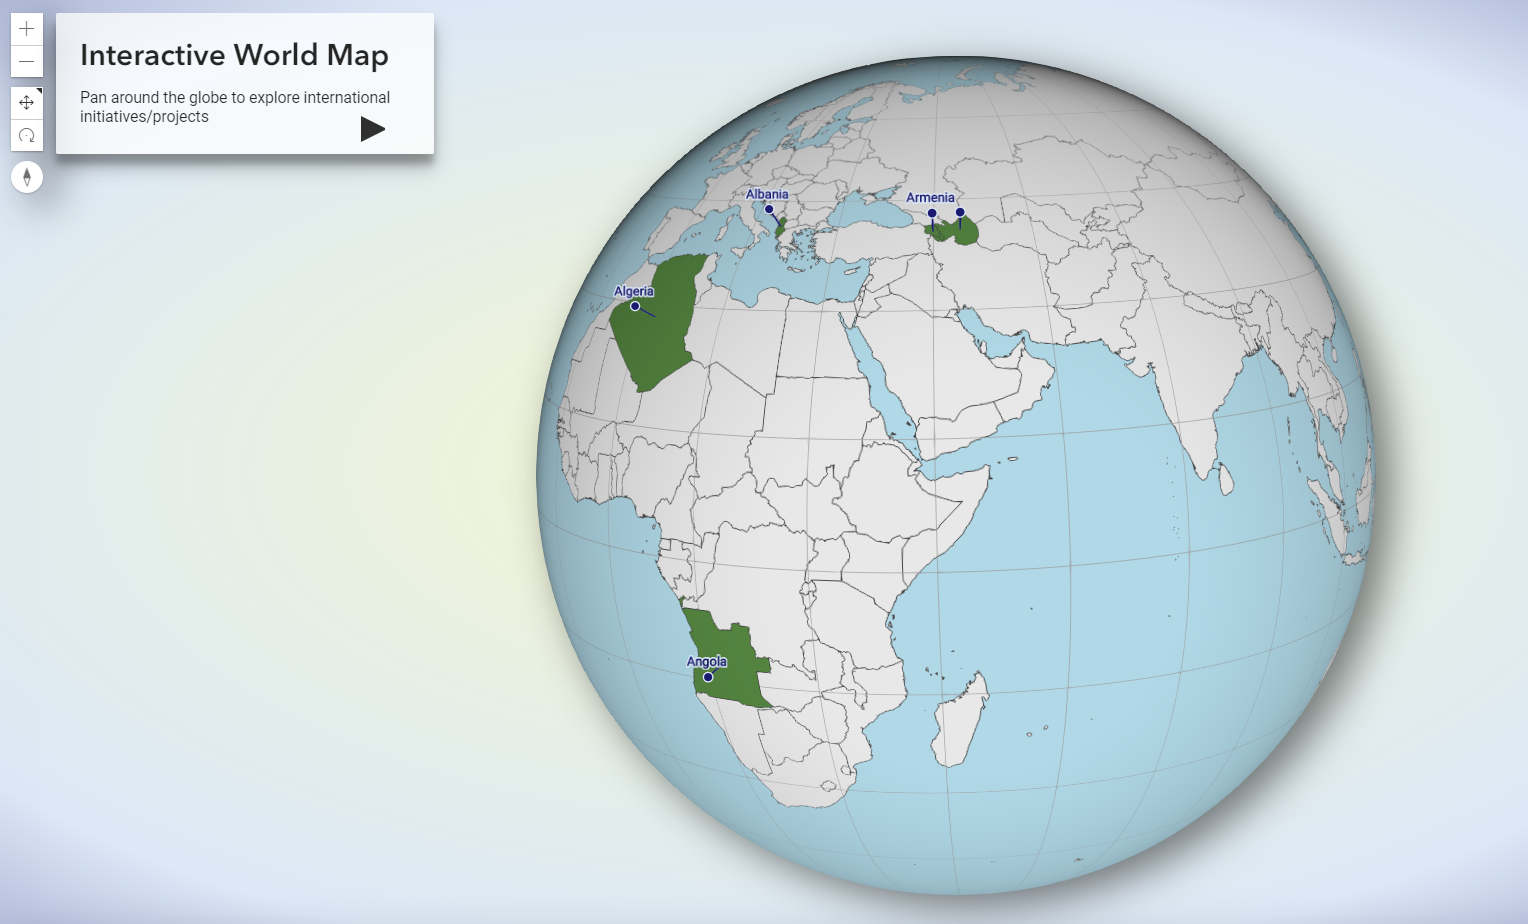 Interactive World Map
Pan around the globe to explore international
initiatives/projects
Albania
Armenia
Algeria
Angola